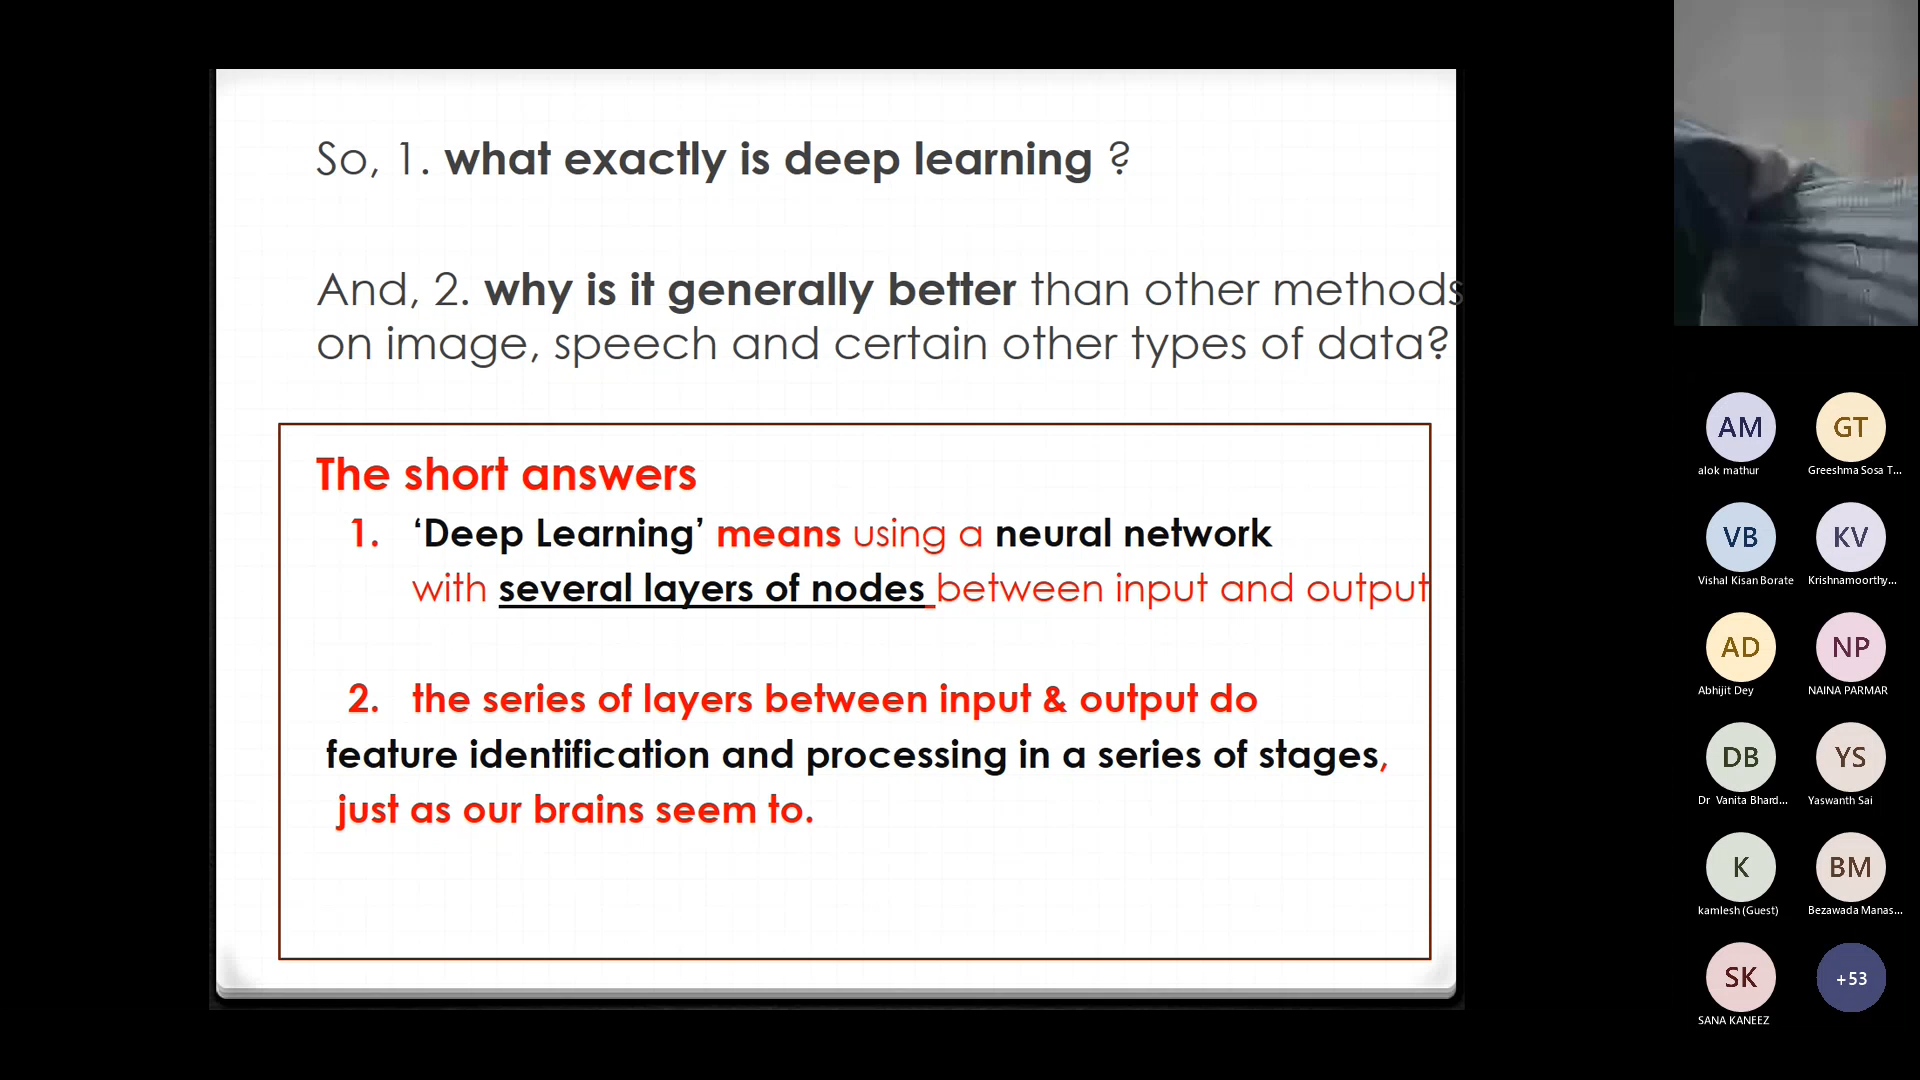 So, 1. what exactly is deep learning ?
And, 2. why is it generally better than other methods
on image, speech and certain other types of data?
The short answers
1. ‘Deep Learning’ means using a neural network
with several layers of nodes between input and output
2. the series of layers between input & output do
feature identification and processing in a series of stages,
just as our brains seem to.
AM
alok mathur
GT
Greeshma Sosa T...
VB
Vishal Kisan Borate
KV
Krishnamoorthy...
AD
Abhijit Dey
NP
NAINA PARMAR
DB
Dr Vanita Bhard...
YS
Yaswanth Sai
K
kamlesh (Guest)
BM
Bezawada Manas...
SK
SANA KANEEZ
+53